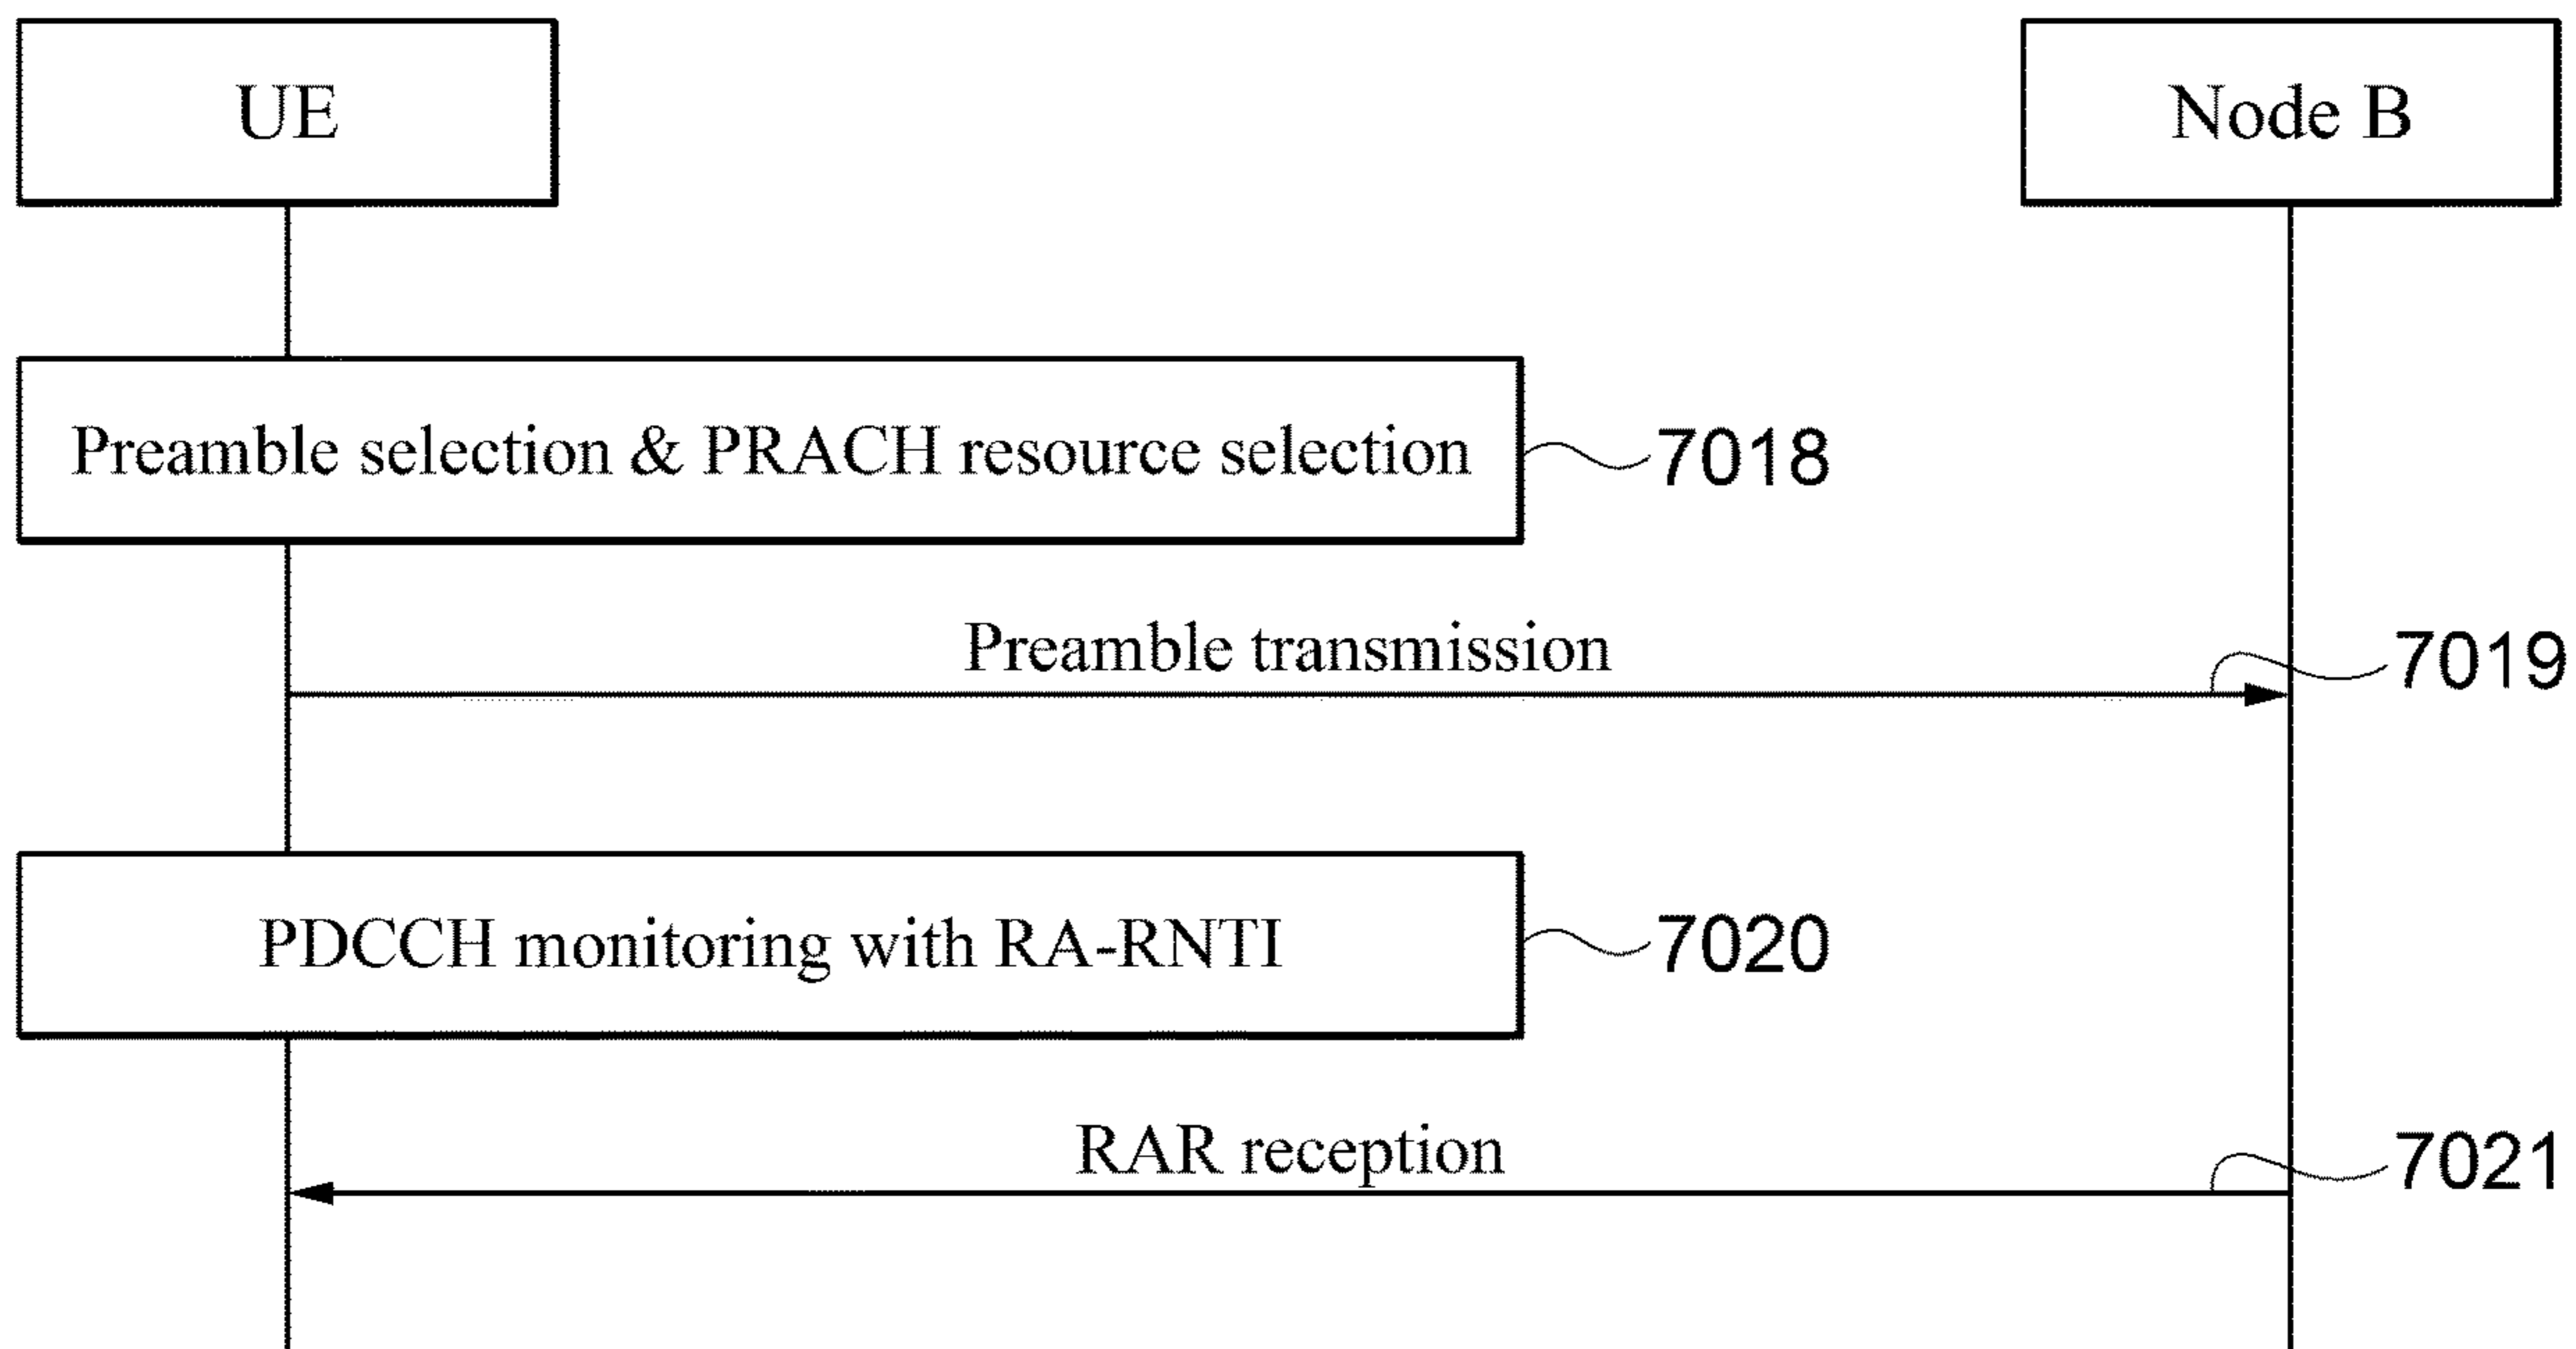 UE
Node B
Preamble selection & PRACH resource selection
7018
Preamble transmission
7019
PDCCH monitoring with RA-RNTI
7020
RAR reception
7021